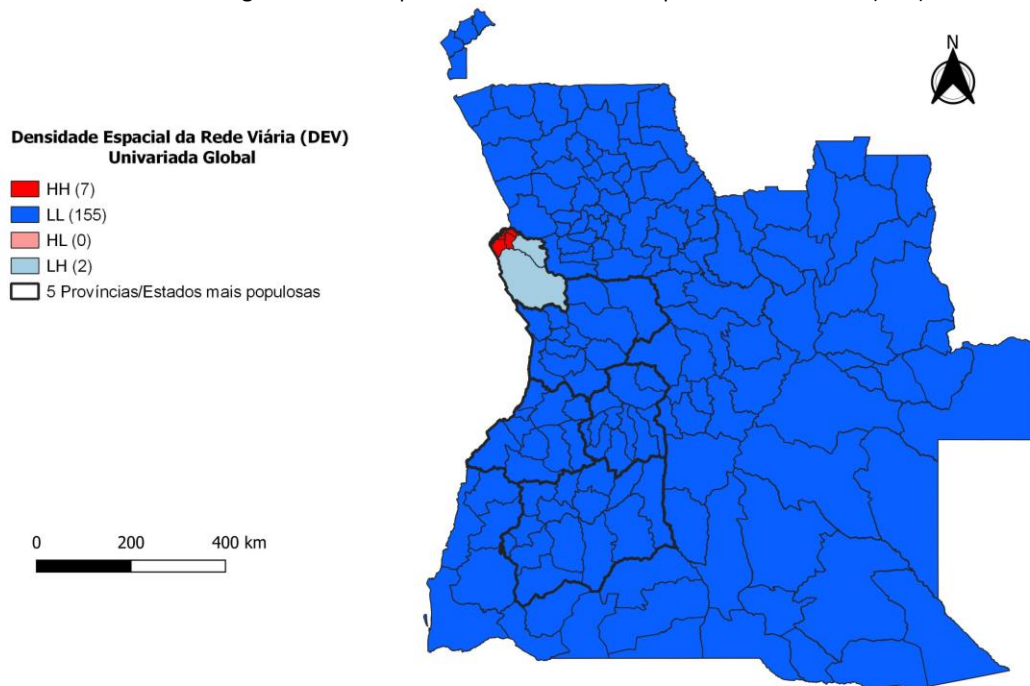 N
Densidade Espacial da Rede Viária (DEV)
Univariada Global
HH (7)
LL (155)
HL (0)
LH (2)
5 Províncias/Estados mais populosas
0 200 400 km